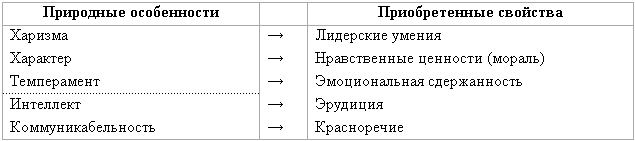 Природные особенности Приобретенные свойства
Харизма → Лидерские умения
Характер → Нравственные ценности (мораль)
Темперамент → Эмоциональная сдержанность
Интеллект → Эрудиция
Коммуникабельность → Красноречие